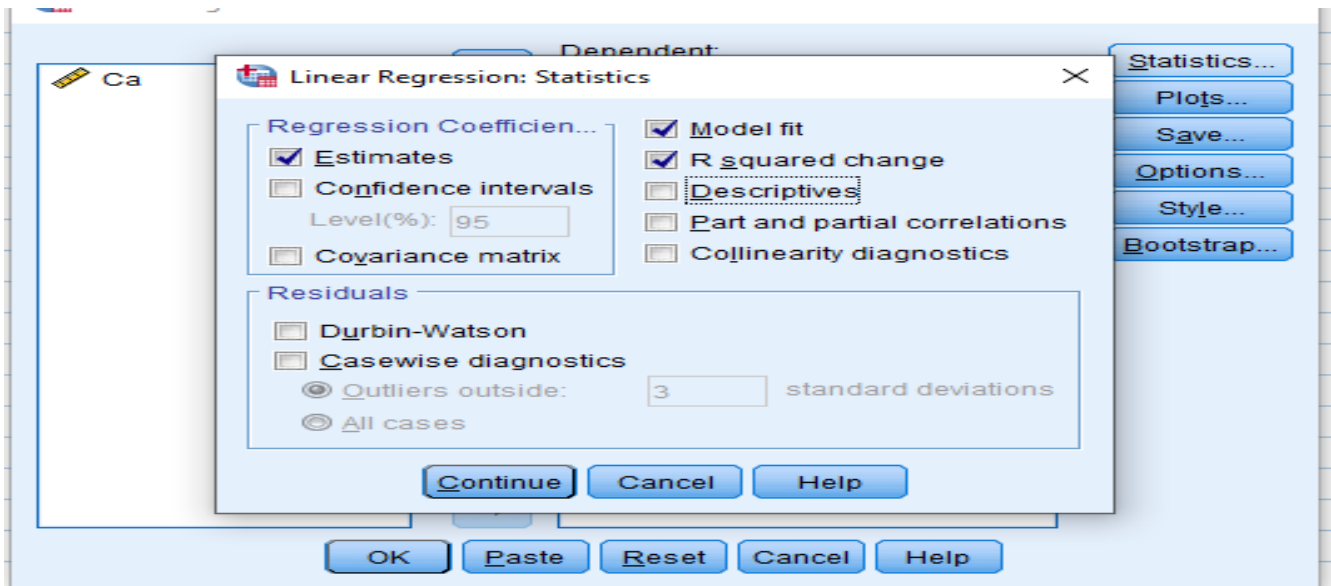 Dependent:
Ca
Statistics...
Plots...
Save...
Options...
Style...
Bootstrap...
Linear Regression: Statistics
Regression Coefficien...
Estimates
Confidence intervals
Level(%): 95
Covariance matrix
Model fit
R squared change
Descriptives
Part and partial correlations
Collinearity diagnostics
Residuals
Durbin-Watson
Casewise diagnostics
Outliers outside: 3 standard deviations
All cases
Continue Cancel Help
OK Paste Reset Cancel Help